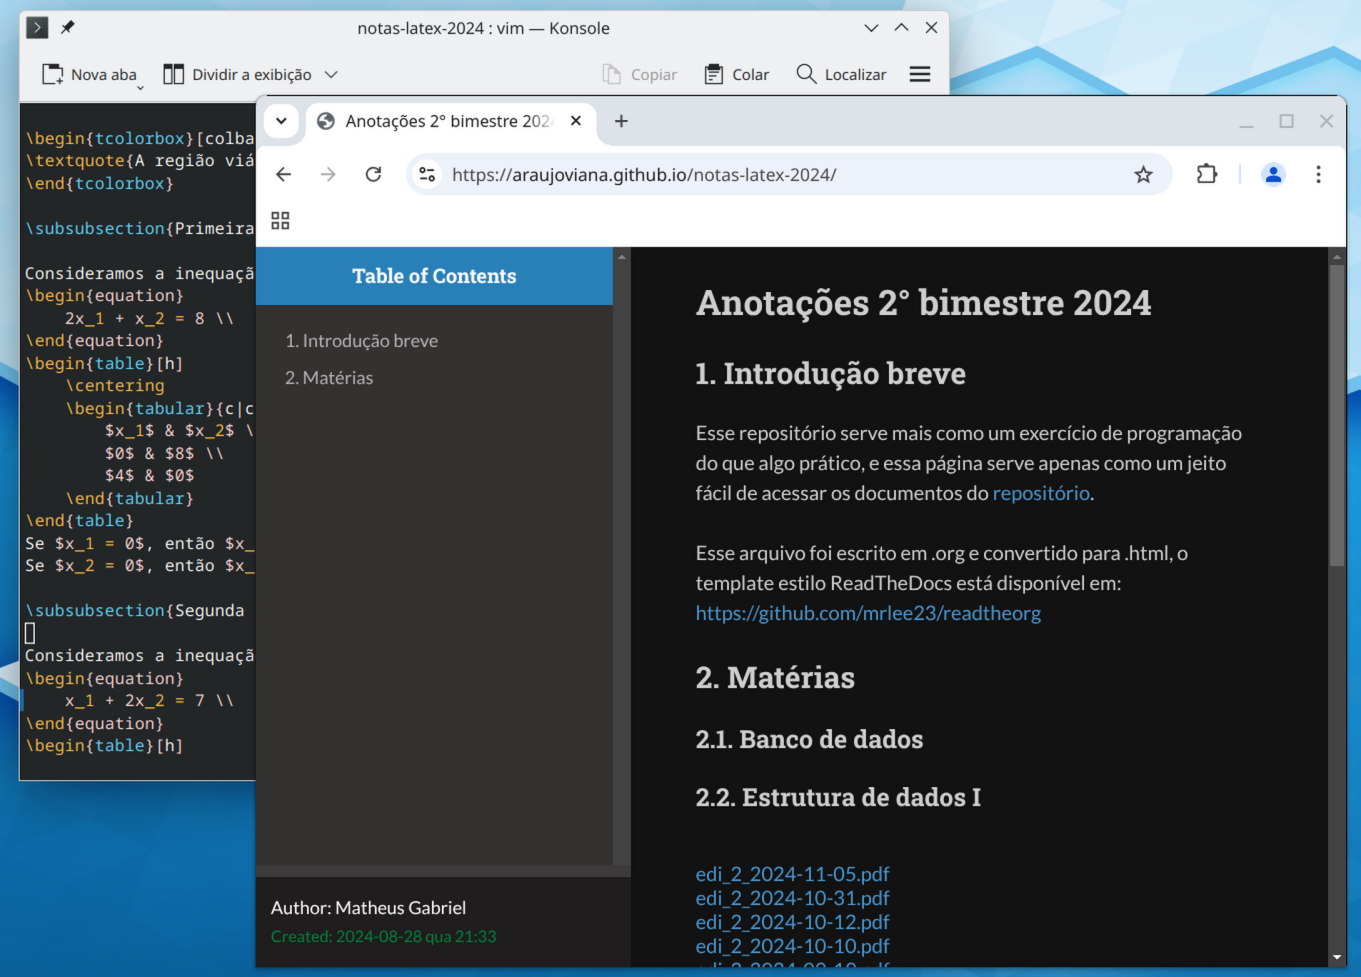 notas-latex-2024 : vim — Konsole
Nova aba
Dividir a exibição
Copiar
Colar
Localizar
\begin{tcolorbox}[colba
\textquote{A região viá
\end{tcolorbox}
\subsubsection{Primeira
Consideramos a inequaçã
\begin{equation}
2x_1 + x_2 = 8 \\
\end{equation}
\begin{table}[h]
\centering
\begin{tabular}{c|c
$x_1$ & $x_2$ \
$0$ & $8$ \\
$4$ & $0$
\end{tabular}
\end{table}
Se $x_1 = 0$, então $x_
Se $x_2 = 0$, então $x_
\subsubsection{Segunda
Consideramos a inequaçã
\begin{equation}
x_1 + 2x_2 = 7 \\
\end{equation}
\begin{table}[h]
Anotações 2° bimestre 202
https://araujoviana.github.io/notas-latex-2024/
Table of Contents
1. Introdução breve
2. Matérias
Author: Matheus Gabriel
Created: 2024-08-28 qua 21:33
Anotações 2° bimestre 2024
1. Introdução breve
Esse repositório serve mais como um exercício de programação
do que algo prático, e essa página serve apenas como um jeito
fácil de acessar os documentos do repositório.
Esse arquivo foi escrito em .org e convertido para .html, o
template estilo ReadTheDocs está disponível em:
https://github.com/mrlee23/readtheorg
2. Matérias
2.1. Banco de dados
2.2. Estrutura de dados I
edi_2_2024-11-05.pdf
edi_2_2024-10-31.pdf
edi_2_2024-10-12.pdf
edi_2_2024-10-10.pdf